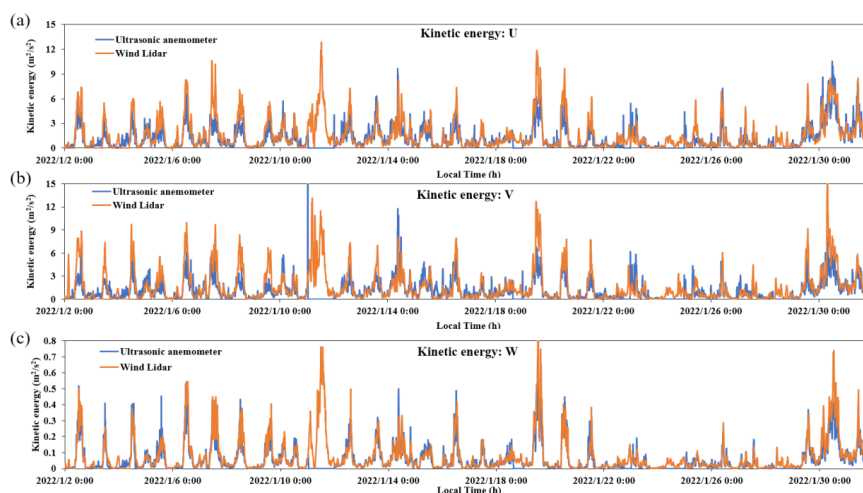 (a)
Kinetic energy: U
Ultrasonic anemometer
Wind Lidar
Kinetic energy (m²/s²)
15
12
9
6
3
0
2022/1/2 0:00 2022/1/6 0:00 2022/1/10 0:00 2022/1/14 0:00 2022/1/18 0:00 2022/1/22 0:00 2022/1/26 0:00 2022/1/30 0:00
Local Time (h)
(b)
Kinetic energy: V
Ultrasonic anemometer
Wind Lidar
Kinetic energy (m²/s²)
15
12
9
6
3
0
2022/1/2 0:00 2022/1/6 0:00 2022/1/10 0:00 2022/1/14 0:00 2022/1/18 0:00 2022/1/22 0:00 2022/1/26 0:00 2022/1/30 0:00
Local Time (h)
(c)
Kinetic energy: W
Ultrasonic anemometer
Wind Lidar
Kinetic energy (m²/s²)
0.8
0.7
0.6
0.5
0.4
0.3
0.2
0.1
0
2022/1/2 0:00 2022/1/6 0:00 2022/1/10 0:00 2022/1/14 0:00 2022/1/18 0:00 2022/1/22 0:00 2022/1/26 0:00 2022/1/30 0:00
Local Time (h)